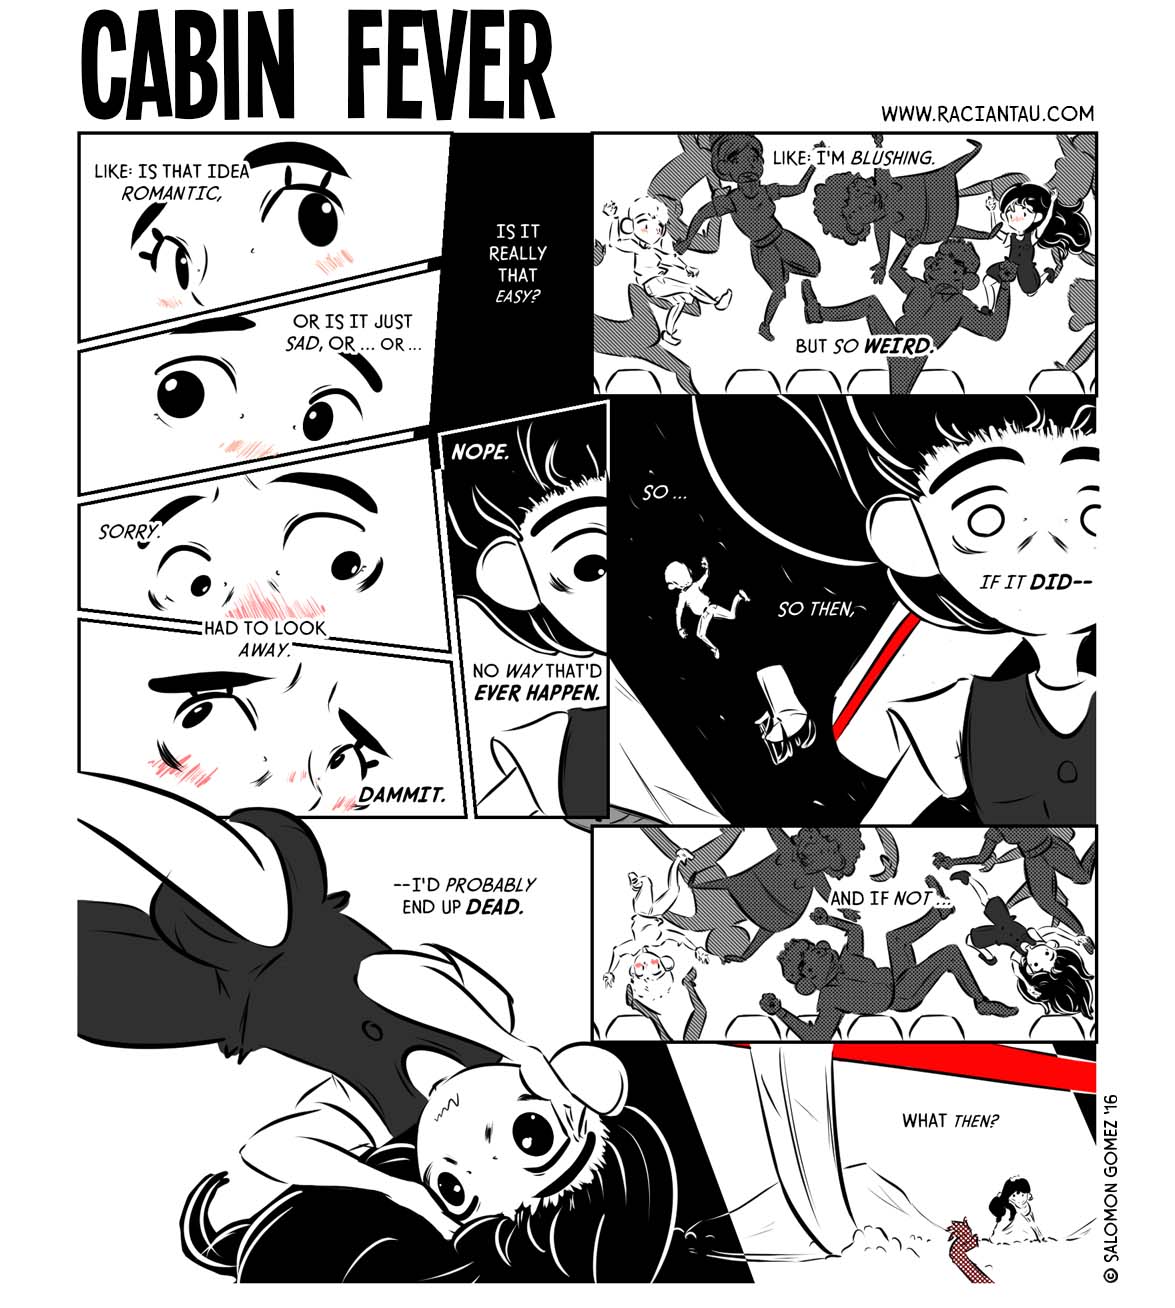 CABIN FEVER
WWW.RACIANTAU.COM
LIKE: IS THAT IDEA
ROMANTIC,
IS IT
REALLY
THAT
EASY?
OR IS IT JUST
SAD, OR ... OR ...
SORRY.
HAD TO LOOK
AWAY.
DAMMIT.
LIKE: I'M BLUSHING.
BUT SO WEIRD.
NOPE.
NO WAY THAT'D
EVER HAPPEN.
SO ...
SO THEN,
IF IT DID--
--I'D PROBABLY
END UP DEAD.
AND IF NOT ...
WHAT THEN?
© SALOMON GOMEZ '16